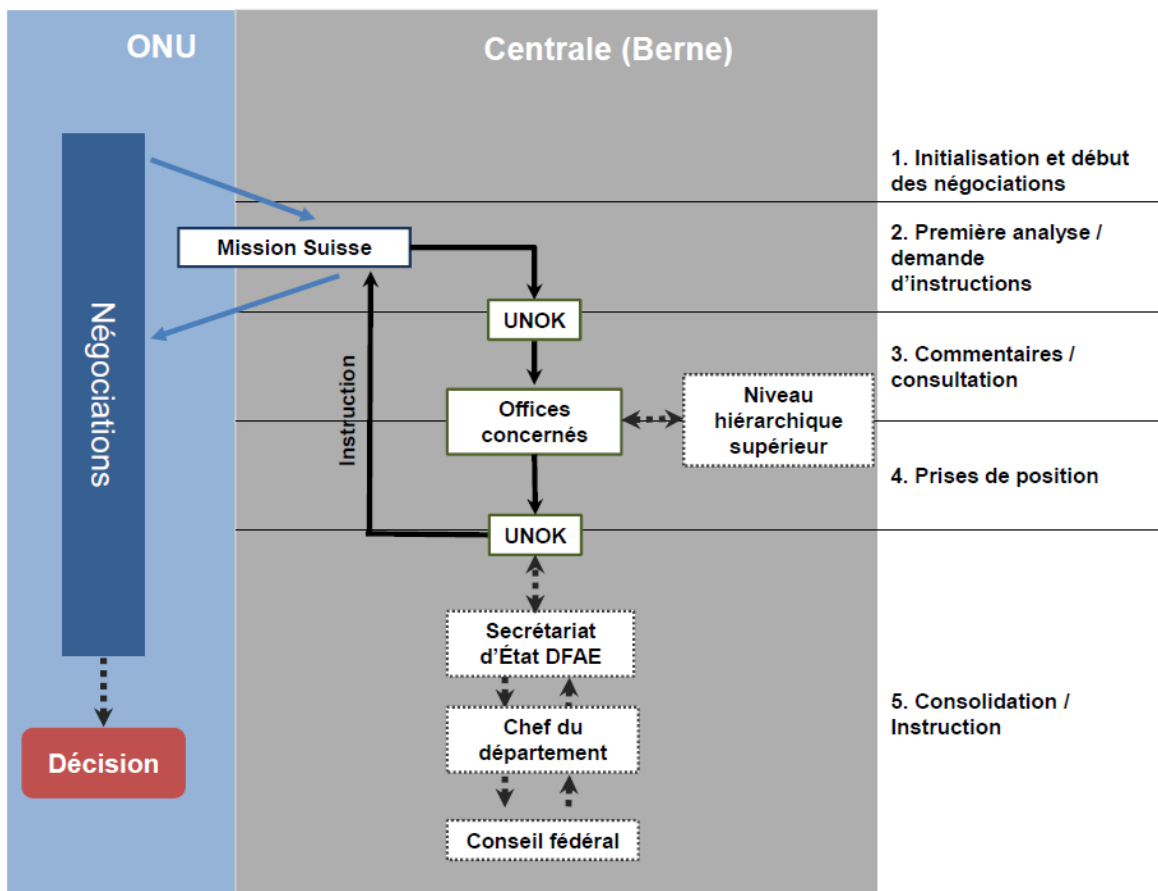 ONU
Centrale (Berne)
Négociations
1. Initialisation et début
des négociations
Mission Suisse
2. Première analyse /
demande
d'instructions
UNOK
3. Commentaires /
consultation
Instruction
Offices
concernés
Niveau
hiérarchique
supérieur
4. Prises de position
UNOK
Secrétariat
d'État DFAE
5. Consolidation /
Instruction
Chef du
département
Décision
Conseil fédéral